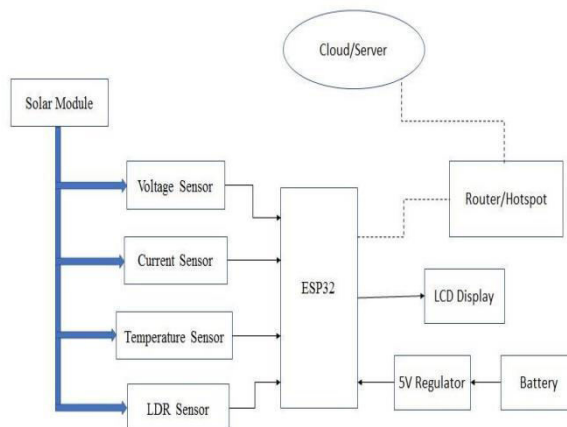 Cloud/Server
Solar Module
Voltage Sensor
Router/Hotspot
Current Sensor
ESP32
LCD Display
Temperature Sensor
5V Regulator
Battery
LDR Sensor